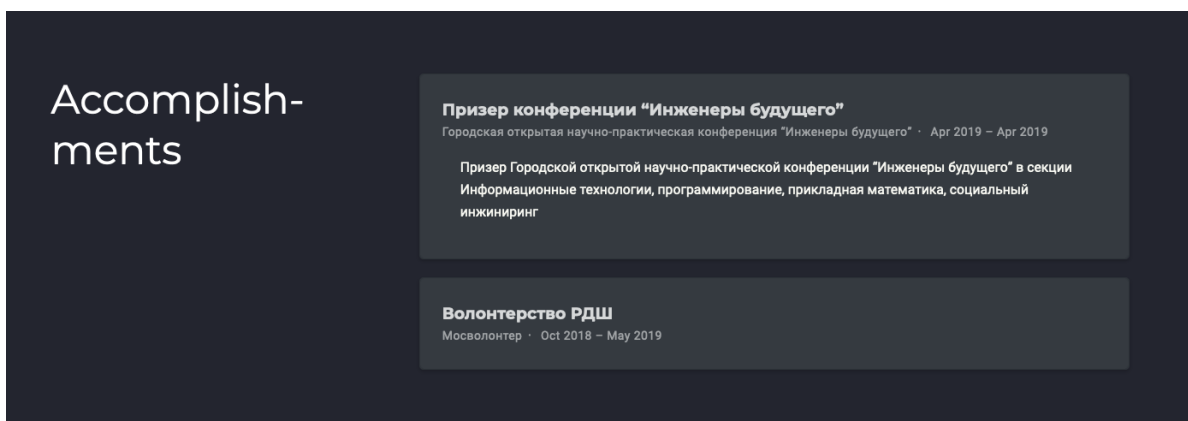 Accomplish-
ments
Призер конференции “Инженеры будущего”
Городская открытая научно-практическая конференция “Инженеры будущего” · Apr 2019 – Apr 2019
Призер Городской открытой научно-практической конференции “Инженеры будущего” в секции
Информационные технологии, программирование, прикладная математика, социальный
инжиниринг
Волонтерство РДШ
Мосволонтер · Oct 2018 – May 2019